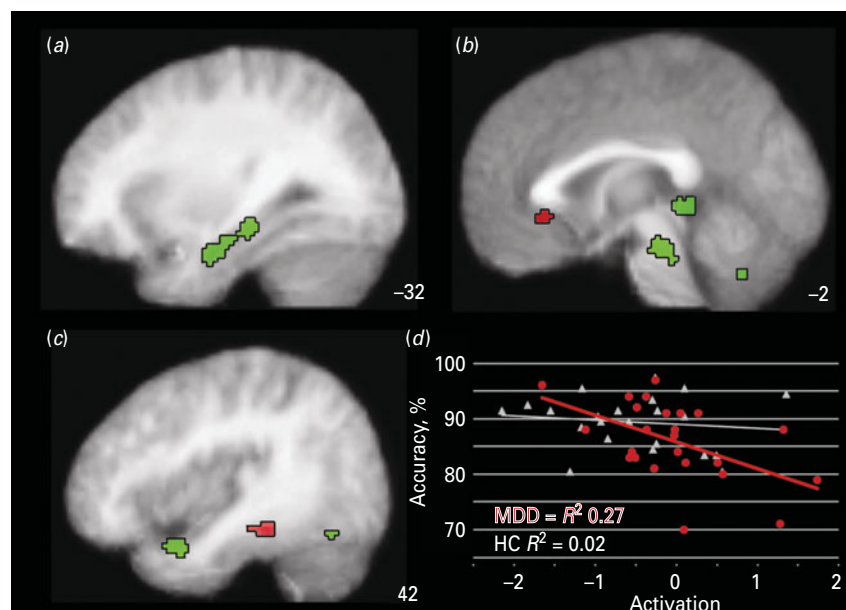 (a)
(b)
−32
−2
(c)
(d)
42
Accuracy, %
100
90
80
70
MDD = R² 0.27
HC R² = 0.02
−2 −1 0 1 2
Activation